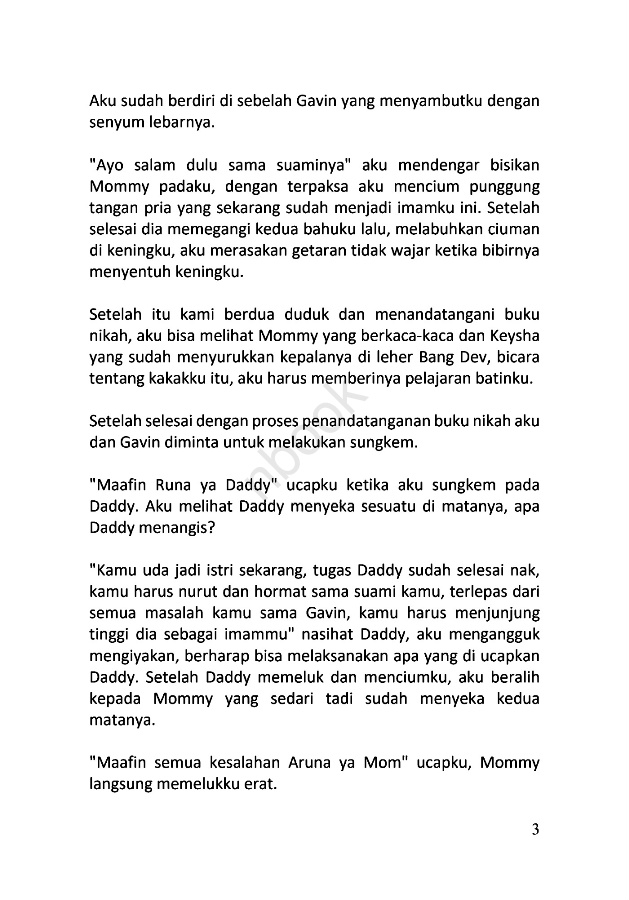 Aku sudah berdiri di sebelah Gavin yang menyambutku dengan
senyum lebarnya.
"Ayo salam dulu sama suaminya" aku mendengar bisikan
Mommy padaku, dengan terpaksa aku mencium punggung
tangan pria yang sekarang sudah menjadi imamku ini. Setelah
selesai dia memegangi kedua bahuku lalu, melabuhkan ciuman
di keningku, aku merasakan getaran tidak wajar ketika bibirnya
menyentuh keningku.
Setelah itu kami berdua duduk dan menandatangani buku
nikah, aku bisa melihat Mommy yang berkaca-kaca dan Keysha
yang sudah menyurukkan kepalanya di leher Bang Dev, bicara
tentang kakakku itu, aku harus memberinya pelajaran batinku.
Setelah selesai dengan proses penandatanganan buku nikah aku
dan Gavin diminta untuk melakukan sungkem.
"Maafin Runa ya Daddy" ucapku ketika aku sungkem pada
Daddy. Aku melihat Daddy menyeka sesuatu di matanya, apa
Daddy menangis?
"Kamu uda jadi istri sekarang, tugas Daddy sudah selesai nak,
kamu harus nurut dan hormat sama suami kamu, terlepas dari
semua masalah kamu sama Gavin, kamu harus menjunjung
tinggi dia sebagai imammu" nasihat Daddy, aku mengangguk
mengiyakan, berharap bisa melaksanakan apa yang di ucapkan
Daddy. Setelah Daddy memeluk dan menciumku, aku beralih
kepada Mommy yang sedari tadi sudah menyeka kedua
matanya.
"Maafin semua kesalahan Aruna ya Mom" ucapku, Mommy
langsung memelukku erat.
3